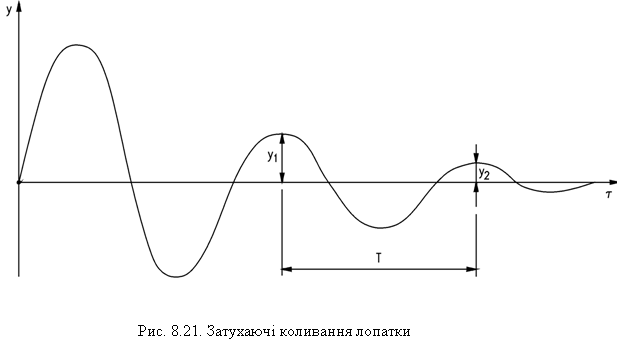 y
y1
y2
τ
T
Рис. 8.21. Затухаючі коливання лопатки